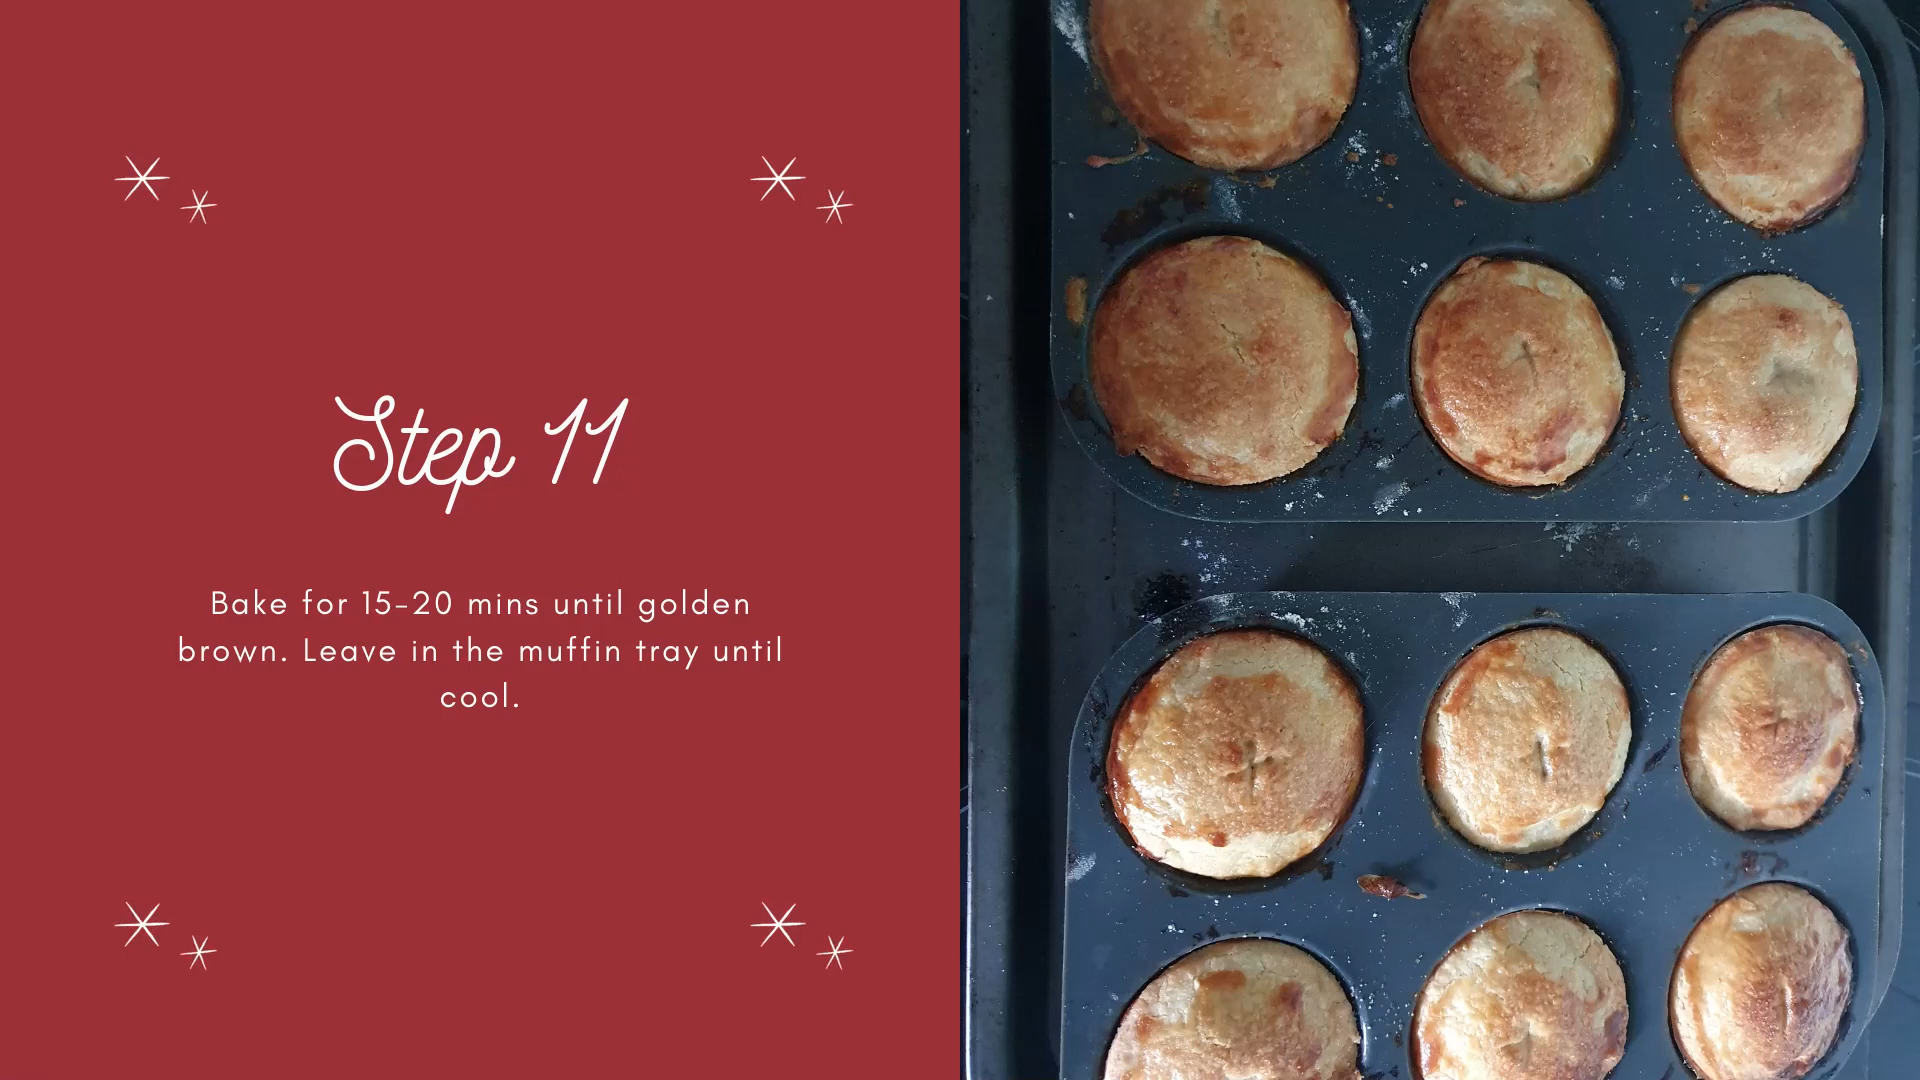 Step 11
Bake for 15-20 mins until golden
brown. Leave in the muffin tray until
cool.